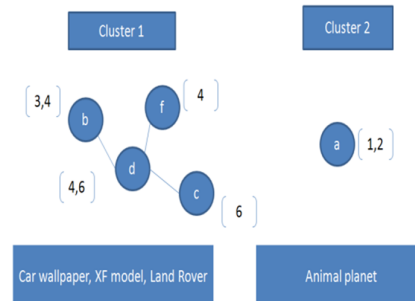 Cluster 1
Cluster 2
3,4
b
f
4
a
1,2
d
4,6
c
6
Car wallpaper, XF model, Land Rover
Animal planet